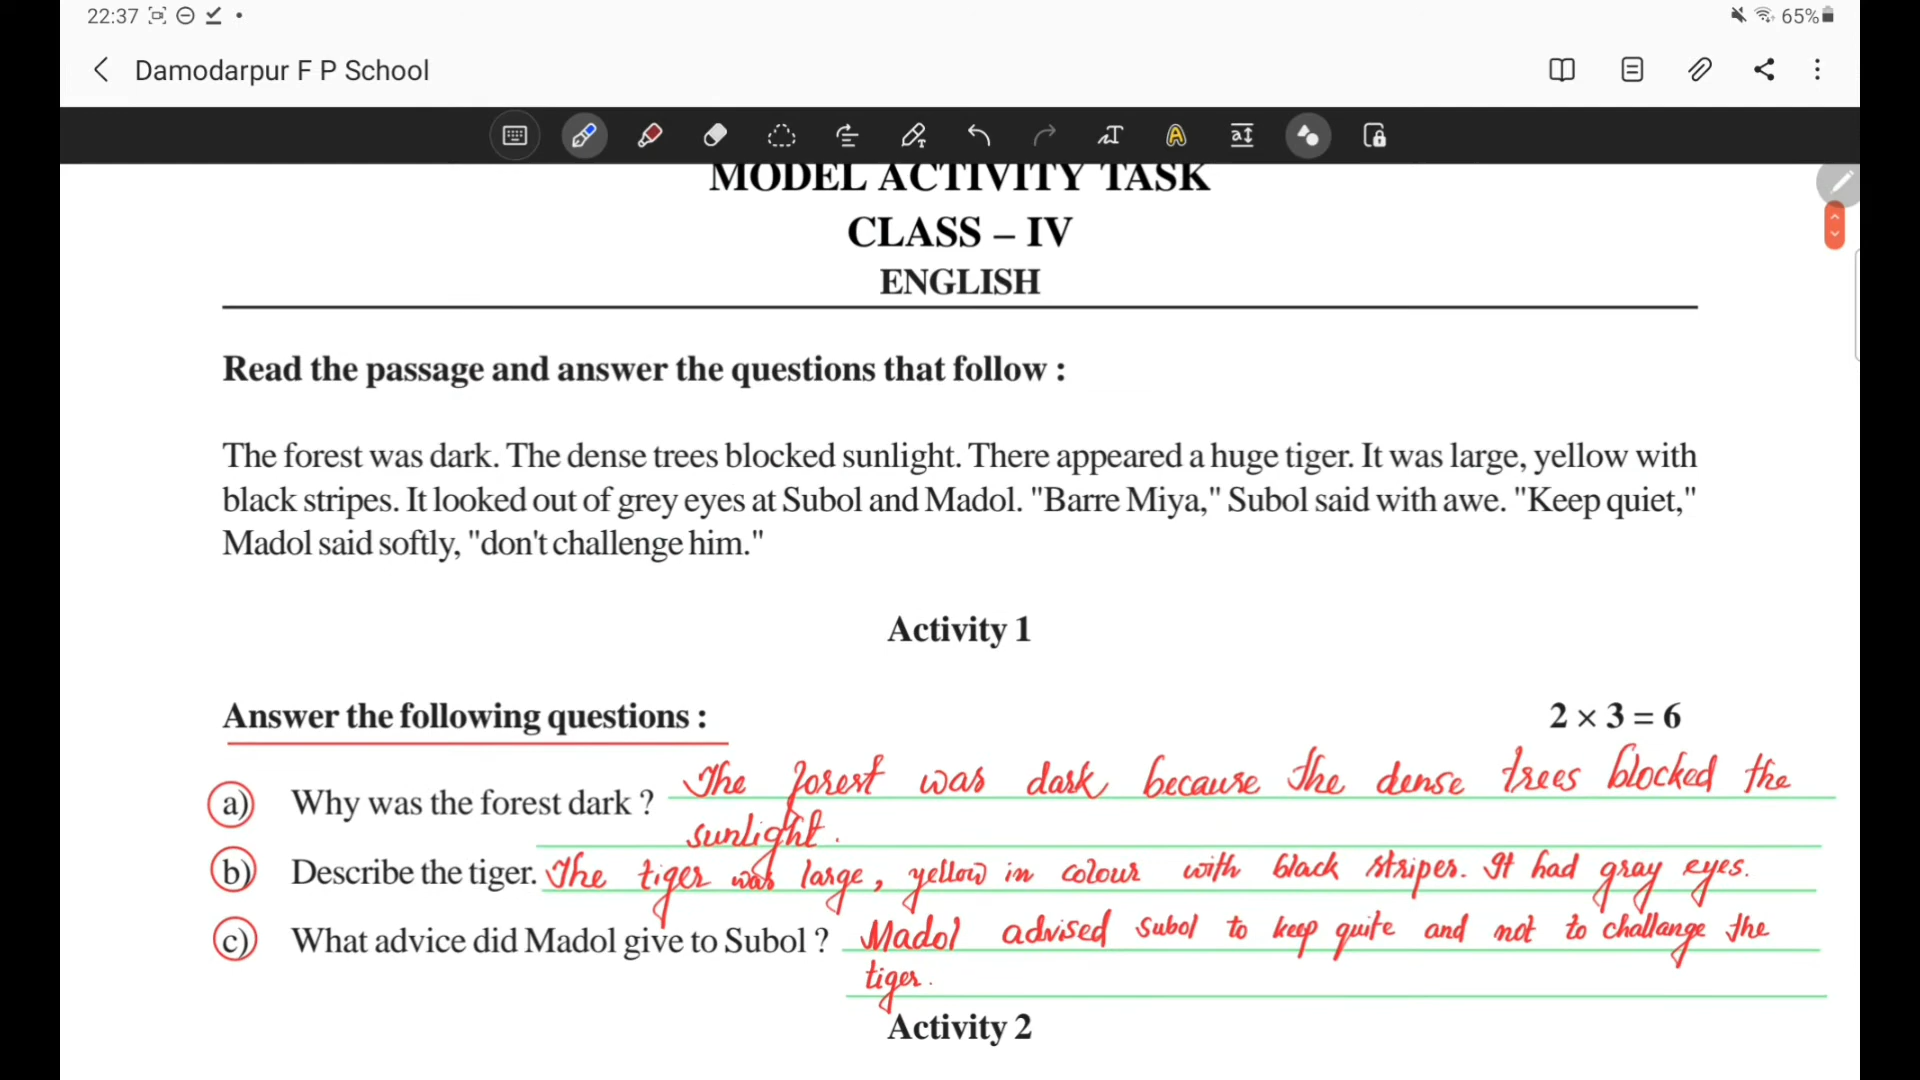 22:37
65%
Damodarpur F P School
MODEL ACTIVITY TASK
CLASS – IV
ENGLISH
Read the passage and answer the questions that follow :
The forest was dark. The dense trees blocked sunlight. There appeared a huge tiger. It was large, yellow with
black stripes. It looked out of grey eyes at Subol and Madol. "Barre Miya," Subol said with awe. "Keep quiet,"
Madol said softly, "don't challenge him."
Activity 1
Answer the following questions : 2 × 3 = 6
a) Why was the forest dark ? The forest was dark because the dense trees blocked the
sunlight.
b) Describe the tiger. The tiger was large, yellow in colour with black stripes. It had gray eyes.
c) What advice did Madol give to Subol ? Madol advised Subol to keep quite and not to challange the
tiger.
Activity 2